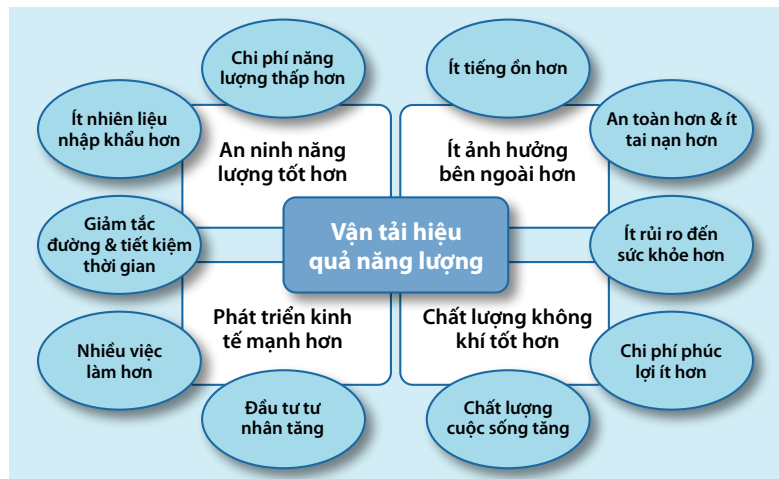 Chi phí năng
lượng thấp hơn
Ít tiếng ồn hơn
Ít nhiên liệu
nhập khẩu hơn
An toàn hơn & ít
tai nạn hơn
An ninh năng
lượng tốt hơn
Ít ảnh hưởng
bên ngoài hơn
Giảm tắc
đường & tiết kiệm
thời gian
Vận tải hiệu
quả năng lượng
Ít rủi ro đến
sức khỏe hơn
Phát triển kinh
tế mạnh hơn
Chất lượng không
khí tốt hơn
Nhiều việc
làm hơn
Chi phí phúc
lợi ít hơn
Đầu tư tư
nhân tăng
Chất lượng
cuộc sống tăng